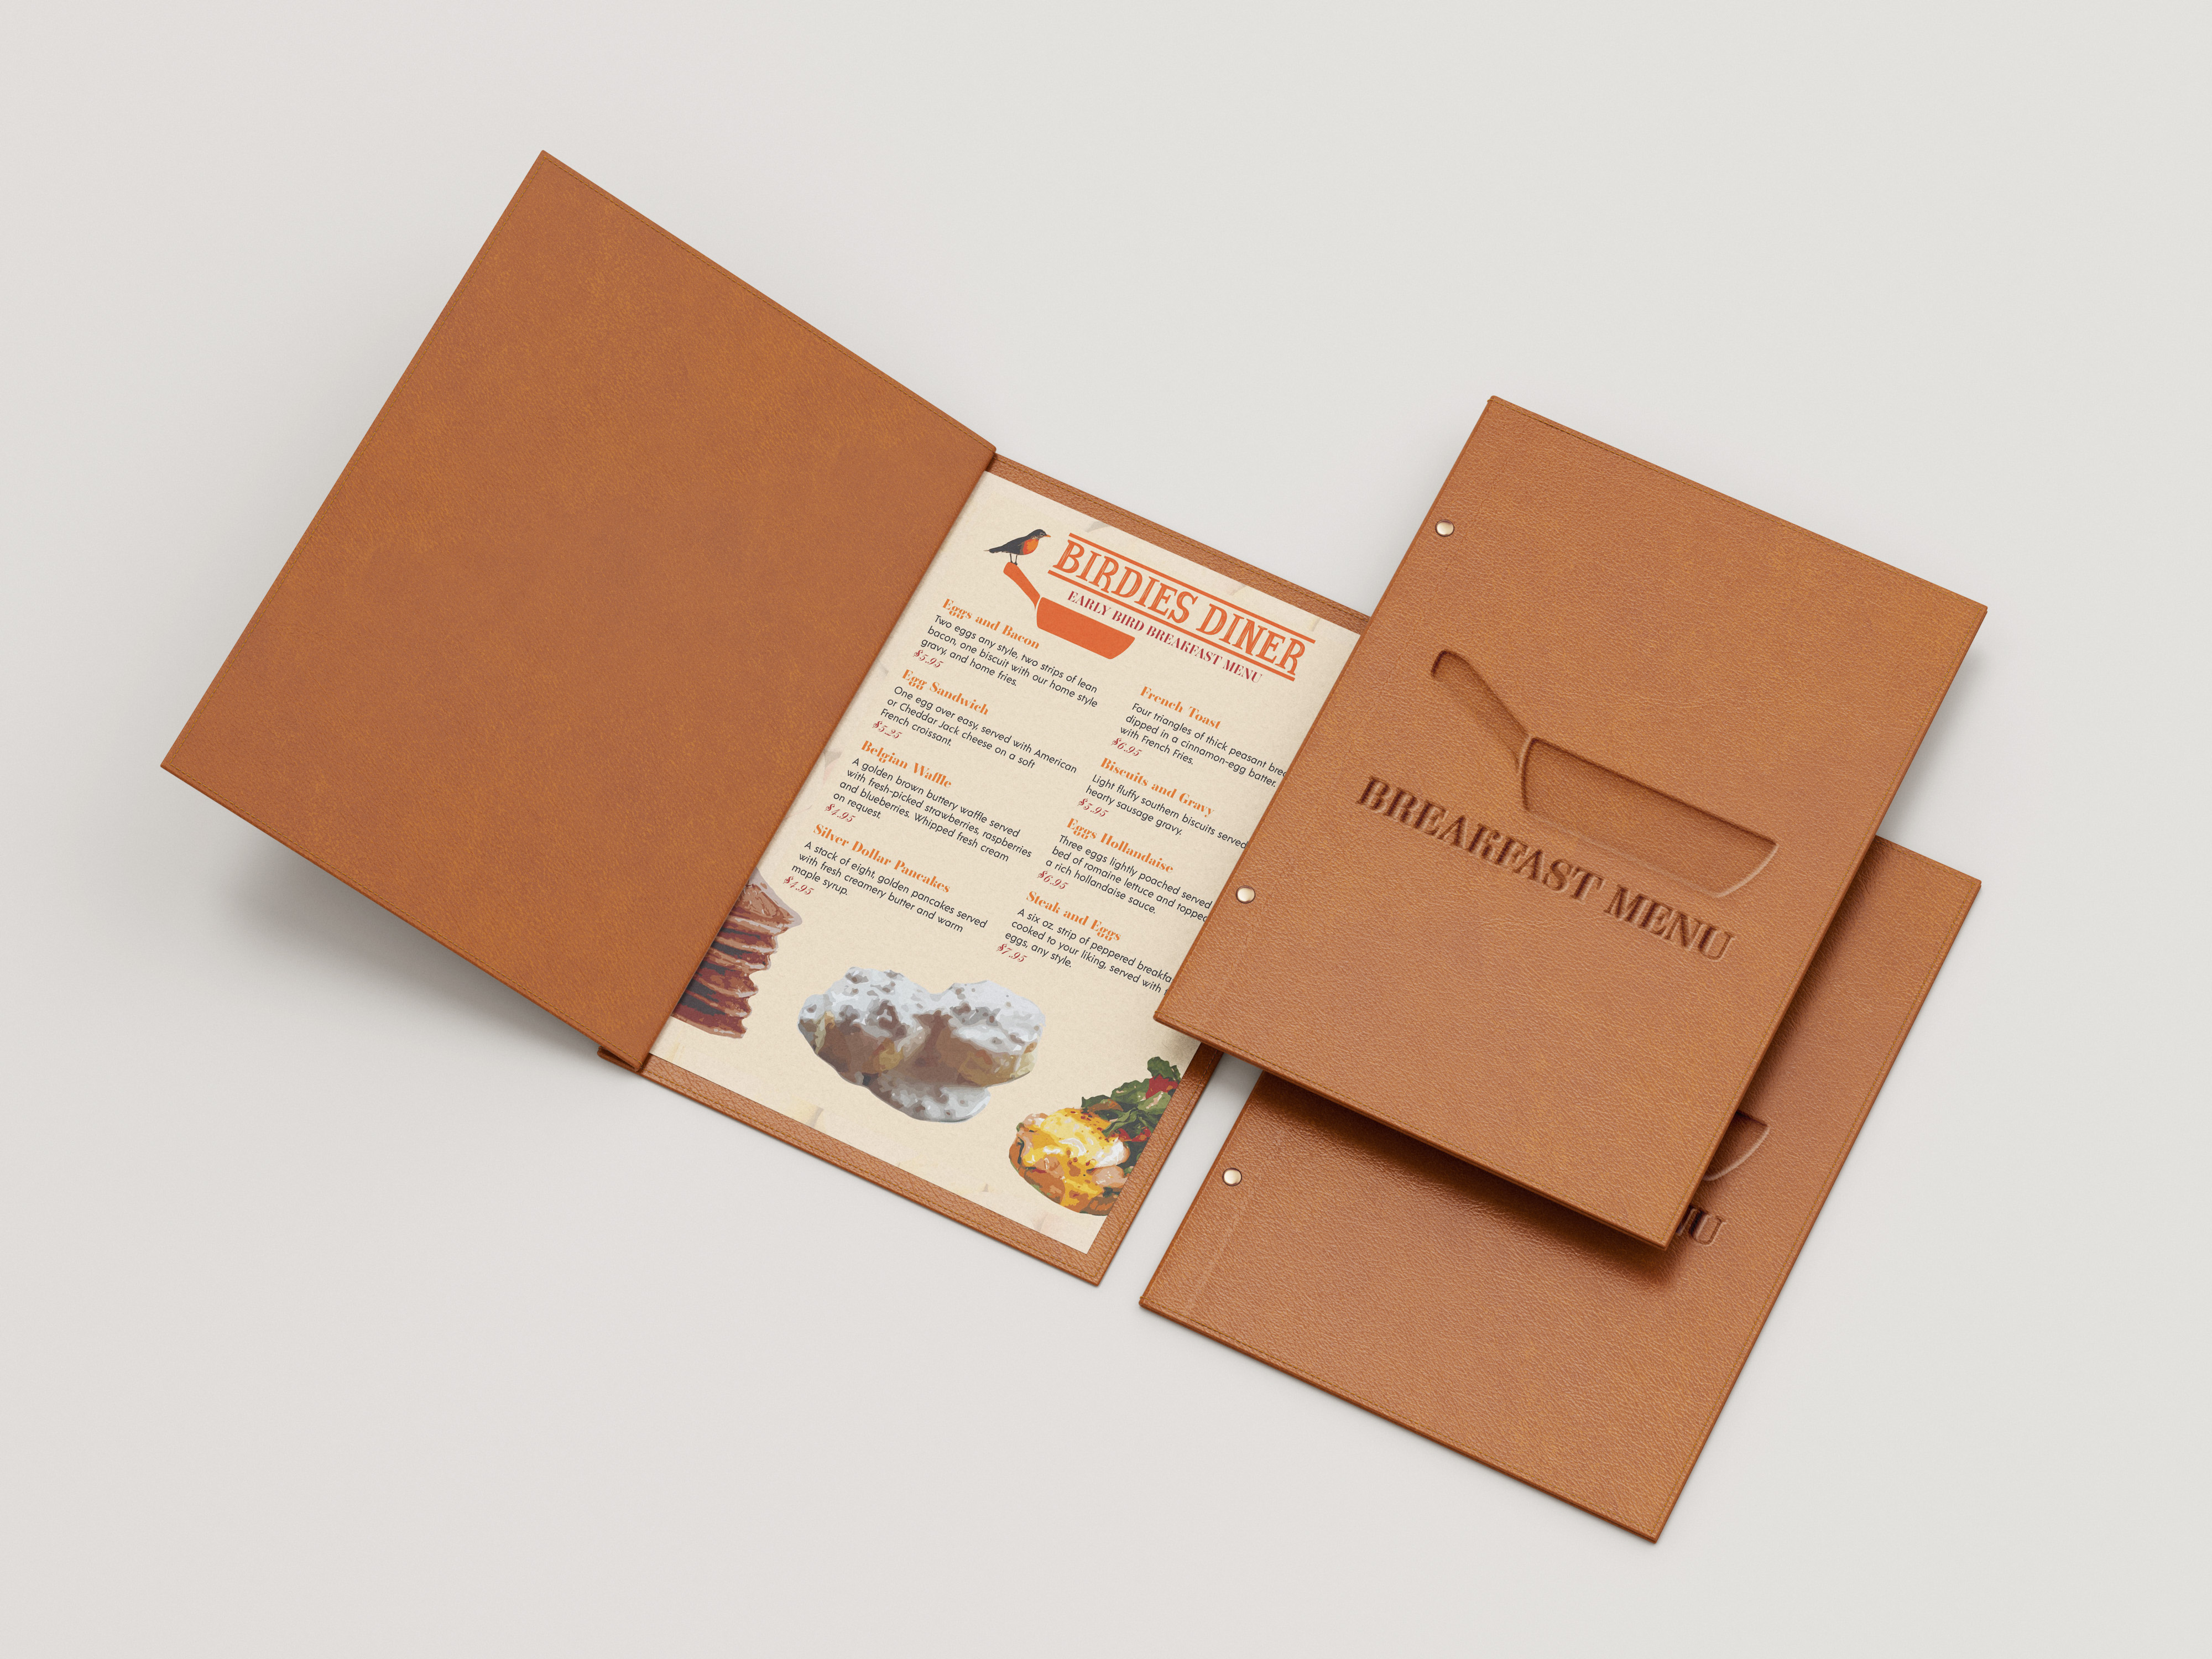 BIRDIES DINER
EARLY BIRD BREAKFAST MENU
Eggs and Bacon
Two eggs any style, two strips of lean
bacon, one biscuit with our home style
gravy, and home fries.
$5.95
Egg Sandwich
One egg over easy, served with American
or Cheddar Jack cheese on a soft
French croissant.
$5.25
Belgian Waffle
A golden brown buttery waffle served
with fresh-picked strawberries, raspberries
and blueberries. Whipped fresh cream
on request.
$4.95
Silver Dollar Pancakes
A stack of eight, golden pancakes served
with fresh creamery butter and warm
maple syrup.
$4.95
French Toast
Four triangles of thick peasant
dipped in a cinnamon-egg batter.
with French Fries.
$6.95
Biscuits and Gravy
Light fluffy southern biscuits served
hearty sausage gravy.
$5.95
Eggs Hollandaise
Three eggs lightly poached served
bed of romaine lettuce and topped
a rich hollandaise sauce.
$6.95
Steak and Eggs
A six oz. strip of peppered
cooked to your liking, served with
eggs, any style.
$7.95
BREAKFAST MENU
NU